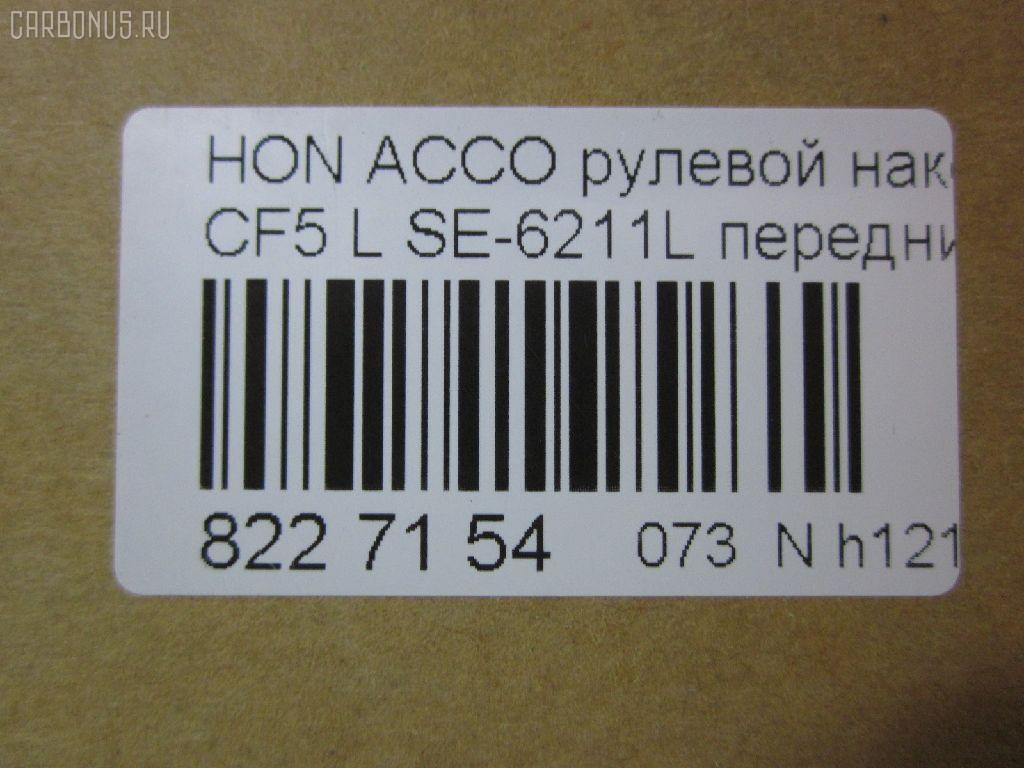 CARBONUS.RU
HON ACCO рулевой нак
CF5 L SE-6211L передни
822 71 54 073 N h121